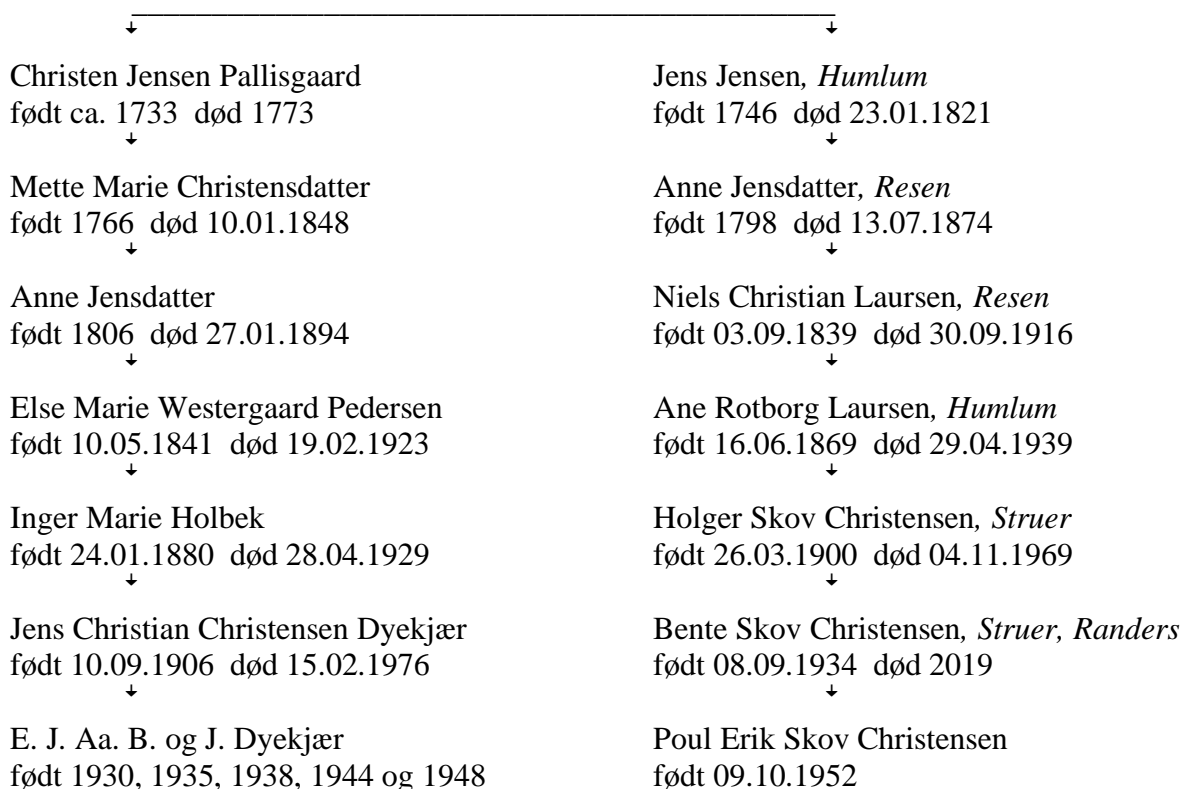 Christen Jensen Pallisgaard
født ca. 1733 død 1773
Mette Marie Christensdatter
født 1766 død 10.01.1848
Anne Jensdatter
født 1806 død 27.01.1894
Else Marie Westergaard Pedersen
født 10.05.1841 død 19.02.1923
Inger Marie Holbek
født 24.01.1880 død 28.04.1929
Jens Christian Christensen Dyekjær
født 10.09.1906 død 15.02.1976
E. J. Aa. B. og J. Dyekjær
født 1930, 1935, 1938, 1944 og 1948
Jens Jensen, Humlum
født 1746 død 23.01.1821
Anne Jensdatter, Resen
født 1798 død 13.07.1874
Niels Christian Laursen, Resen
født 03.09.1839 død 30.09.1916
Ane Rotborg Laursen, Humlum
født 16.06.1869 død 29.04.1939
Holger Skov Christensen, Struer
født 26.03.1900 død 04.11.1969
Bente Skov Christensen, Struer, Randers
født 08.09.1934 død 2019
Poul Erik Skov Christensen
født 09.10.1952